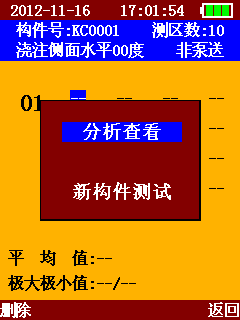 2012-11-16 17:01:54
构件号:KC0001 测区数:10
浇注侧面水平00度 非泵送
01 -- -- -- --
分析查看
--
新构件测试
--
平 均 值:--
极大极小值:--/--
删除 返回